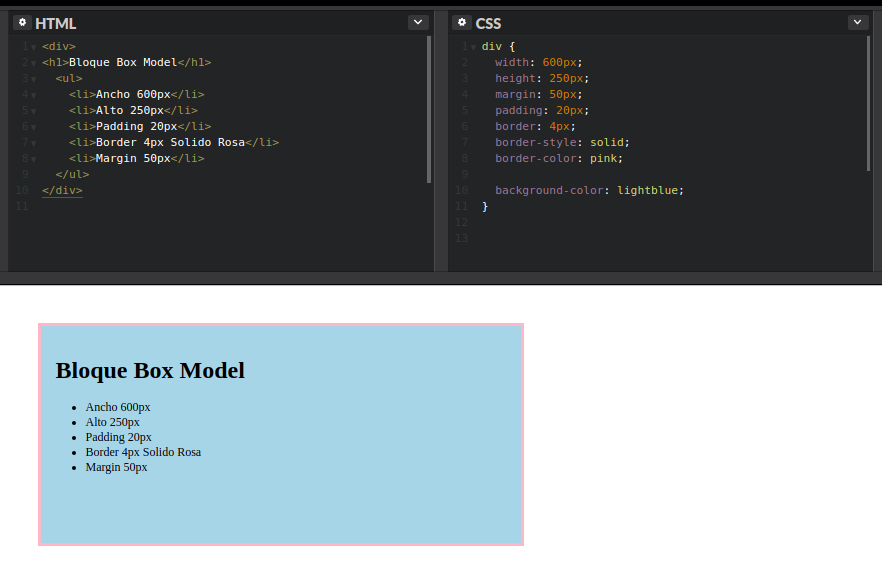 HTML
1 <div>
2 <h1>Bloque Box Model</h1>
3 <ul>
4 <li>Ancho 600px</li>
5 <li>Alto 250px</li>
6 <li>Padding 20px</li>
7 <li>Border 4px Solido Rosa</li>
8 <li>Margin 50px</li>
9 </ul>
10 </div>
11
CSS
1 div {
2 width: 600px;
3 height: 250px;
4 margin: 50px;
5 padding: 20px;
6 border: 4px;
7 border-style: solid;
8 border-color: pink;
9
10 background-color: lightblue;
11 }
12
13
Bloque Box Model
• Ancho 600px
• Alto 250px
• Padding 20px
• Border 4px Solido Rosa
• Margin 50px